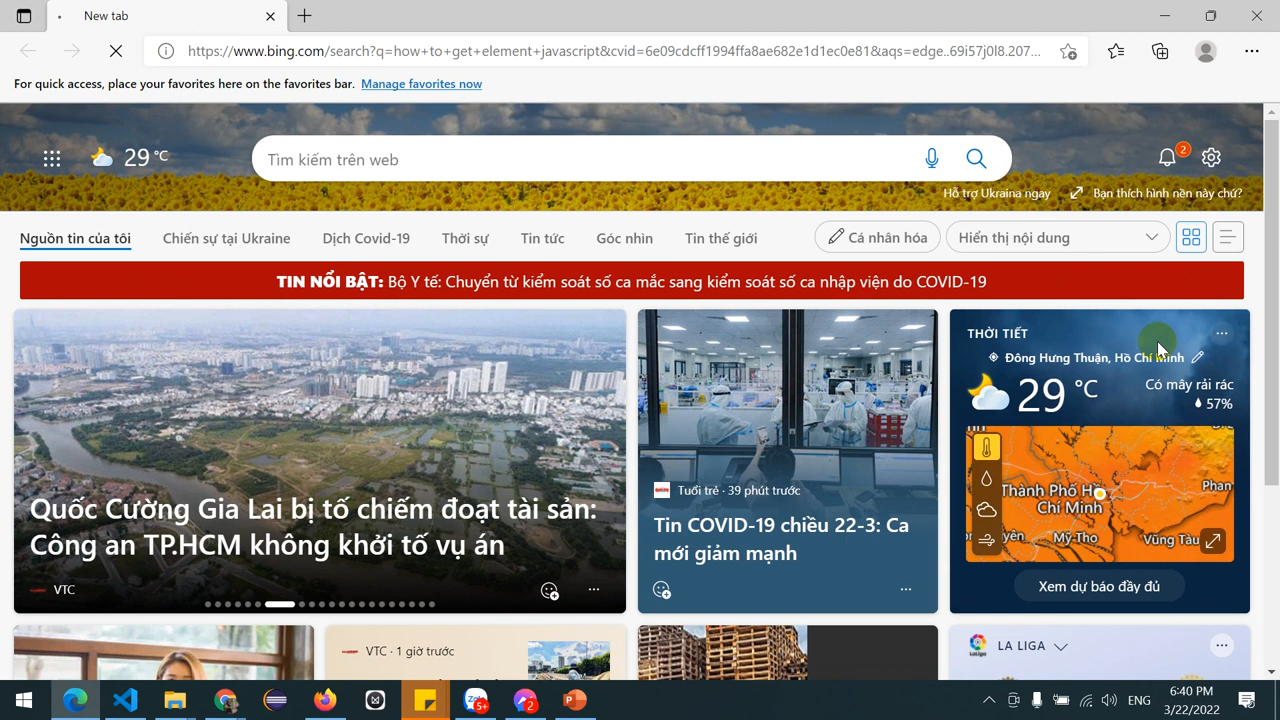 New tab
https://www.bing.com/search?q=how+to+get+element+javascript&cvid=6e09cdcff1994ffa8ae682e1d1ec0e81&aqs=edge..69i57j0l8.207...
For quick access, place your favorites here on the favorites bar. Manage favorites now
29 °C
Tìm kiếm trên web
2
Hỗ trợ Ukraina ngay
Bạn thích hình nền này chứ?
Nguồn tin của tôi
Chiến sự tại Ukraine
Dịch Covid-19
Thời sự
Tin tức
Góc nhìn
Tin thế giới
Cá nhân hóa
Hiển thị nội dung
TIN NỔI BẬT: Bộ Y tế: Chuyển từ kiểm soát số ca mắc sang kiểm soát số ca nhập viện do COVID-19
Quốc Cường Gia Lai bị tố chiếm đoạt tài sản:
Công an TP.HCM không khởi tố vụ án
VTC
Tuổi trẻ · 39 phút trước
Tin COVID-19 chiều 22-3: Ca
mới giảm mạnh
THỜI TIẾT
Đông Hưng Thuận, Hồ Chí Minh
29 °C
Có mây rải rác
57%
Thành Phố Hồ
Chí Minh
Phan
Mỹ Tho
Vũng Tàu
Xem dự báo đầy đủ
VTC · 1 giờ trước
LA LIGA
5+
2
ENG
6:40 PM
3/22/2022